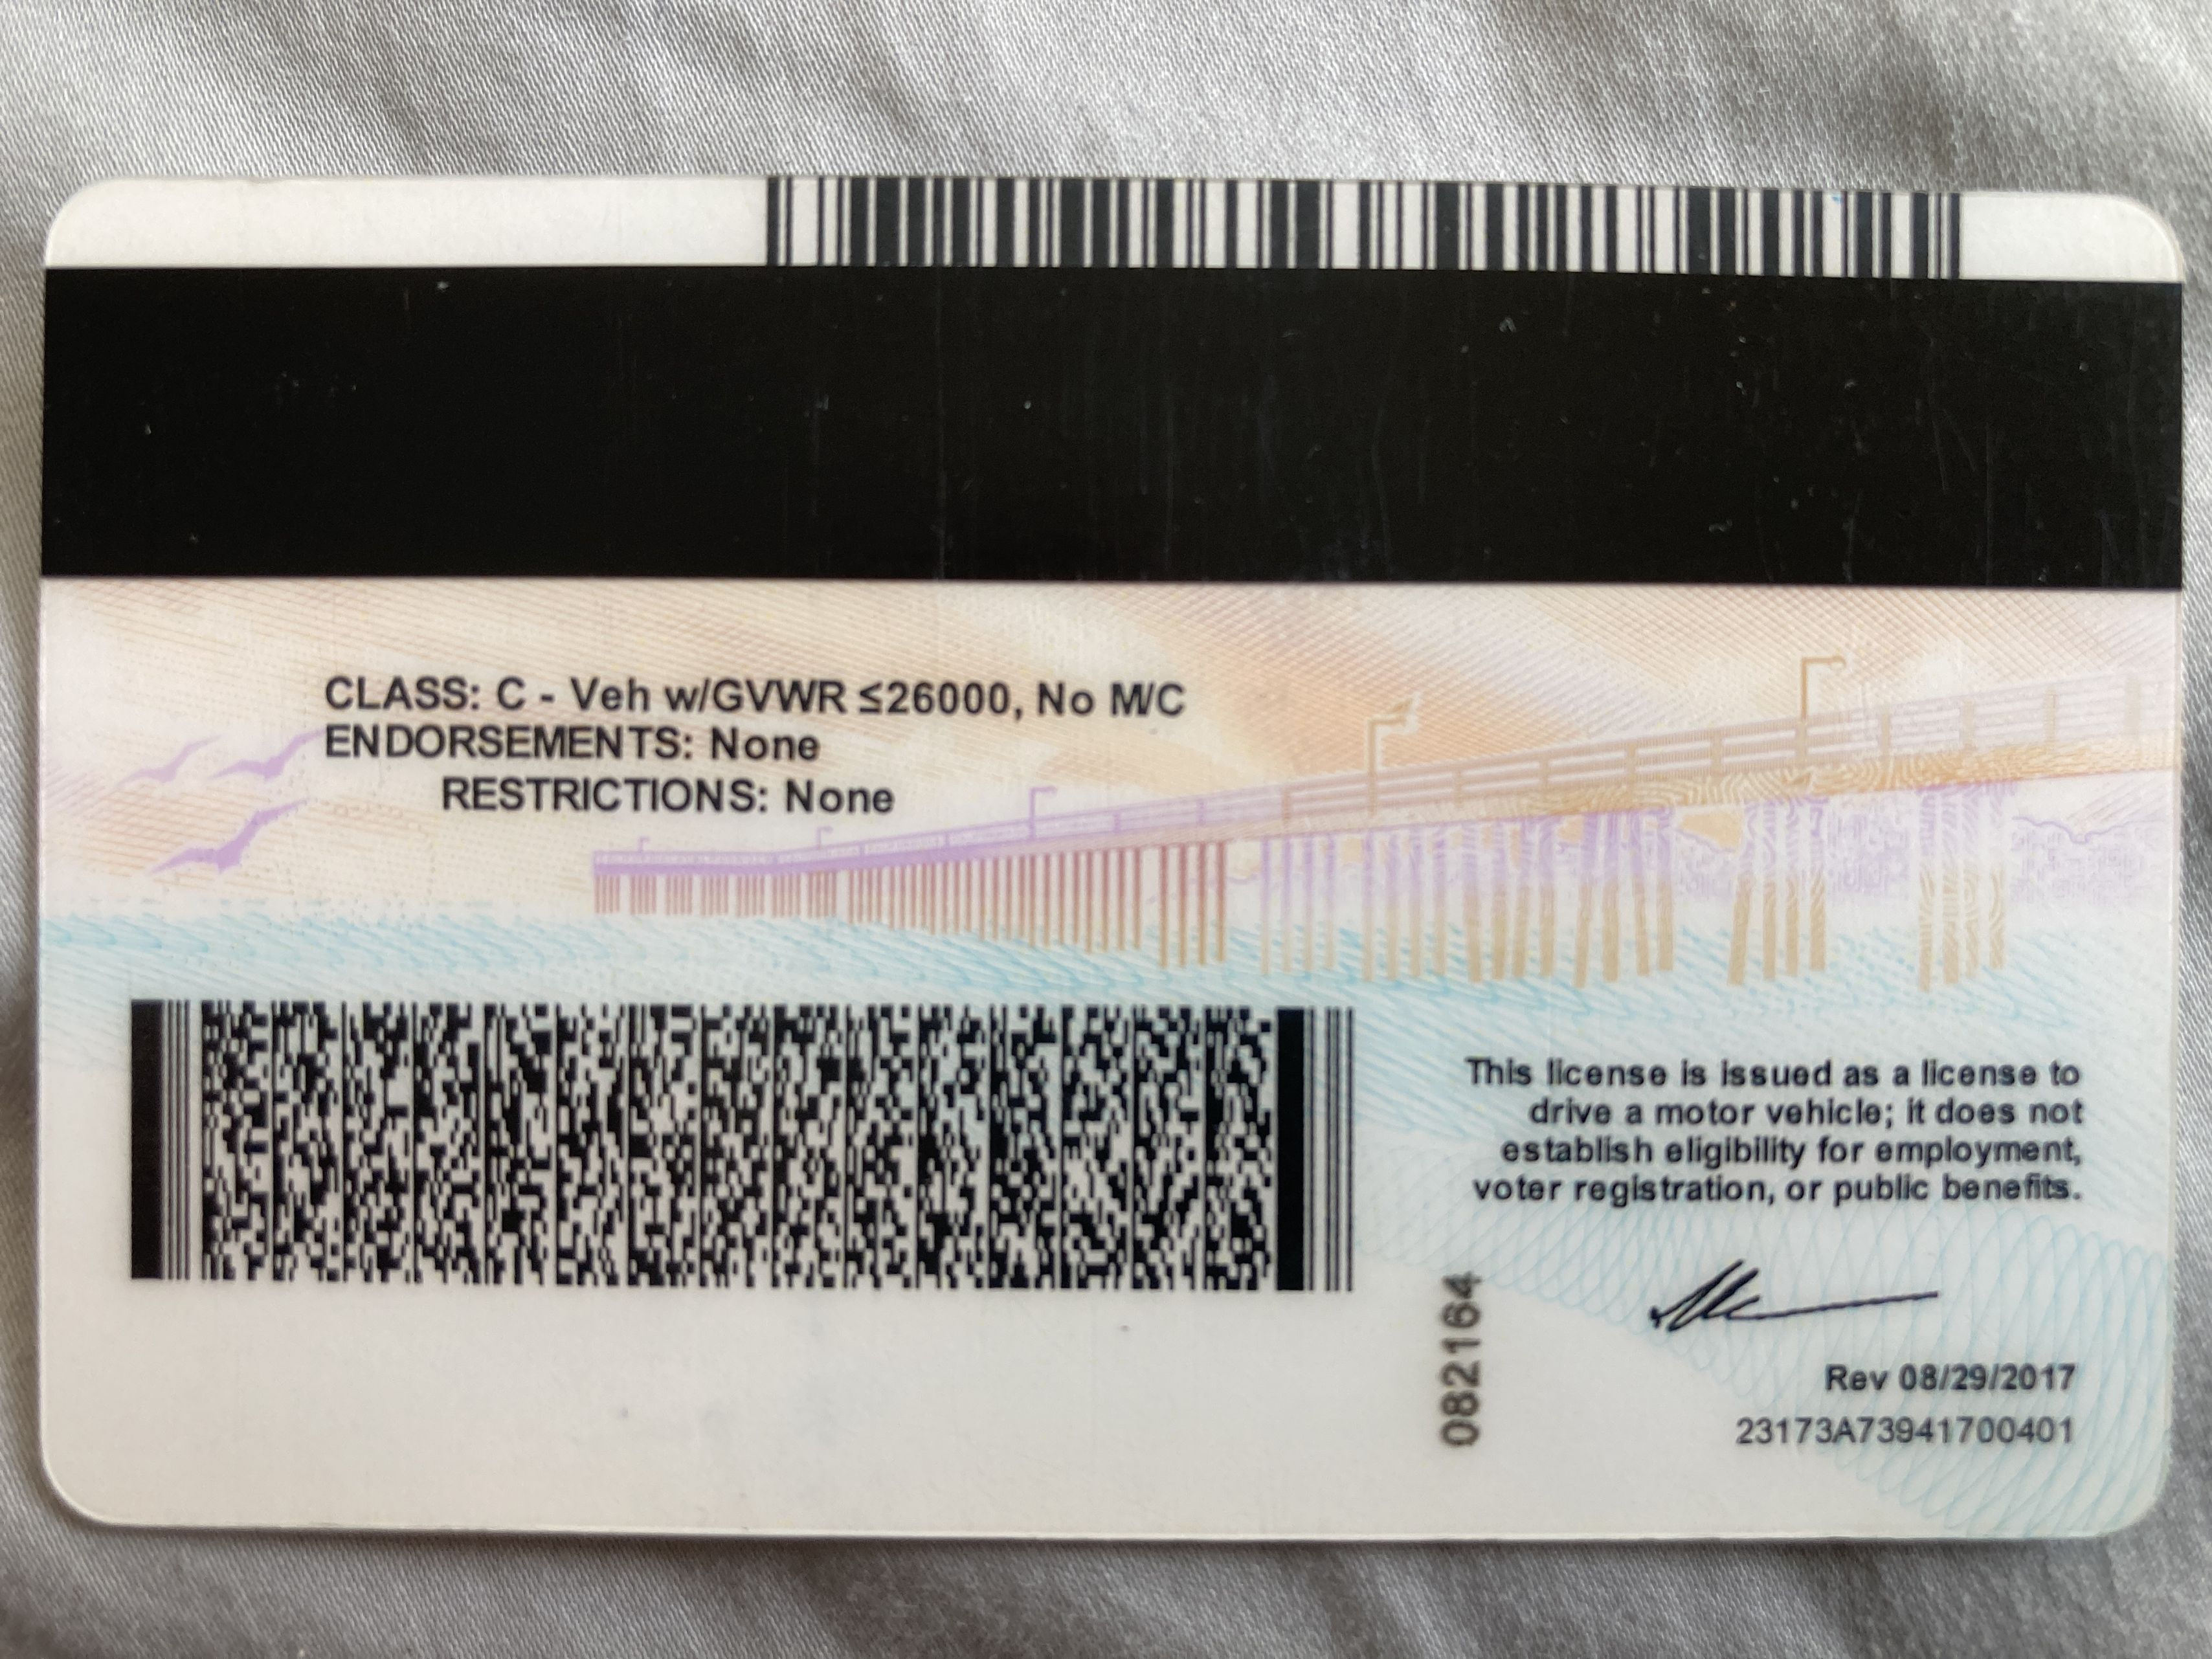 CLASS: C - Veh w/GVWR ≤26000, No M/C
ENDORSEMENTS: None
RESTRICTIONS: None
This license is issued as a license to
drive a motor vehicle; it does not
establish eligibility for employment,
voter registration, or public benefits.
082164
Rev 08/29/2017
23173A73941700401